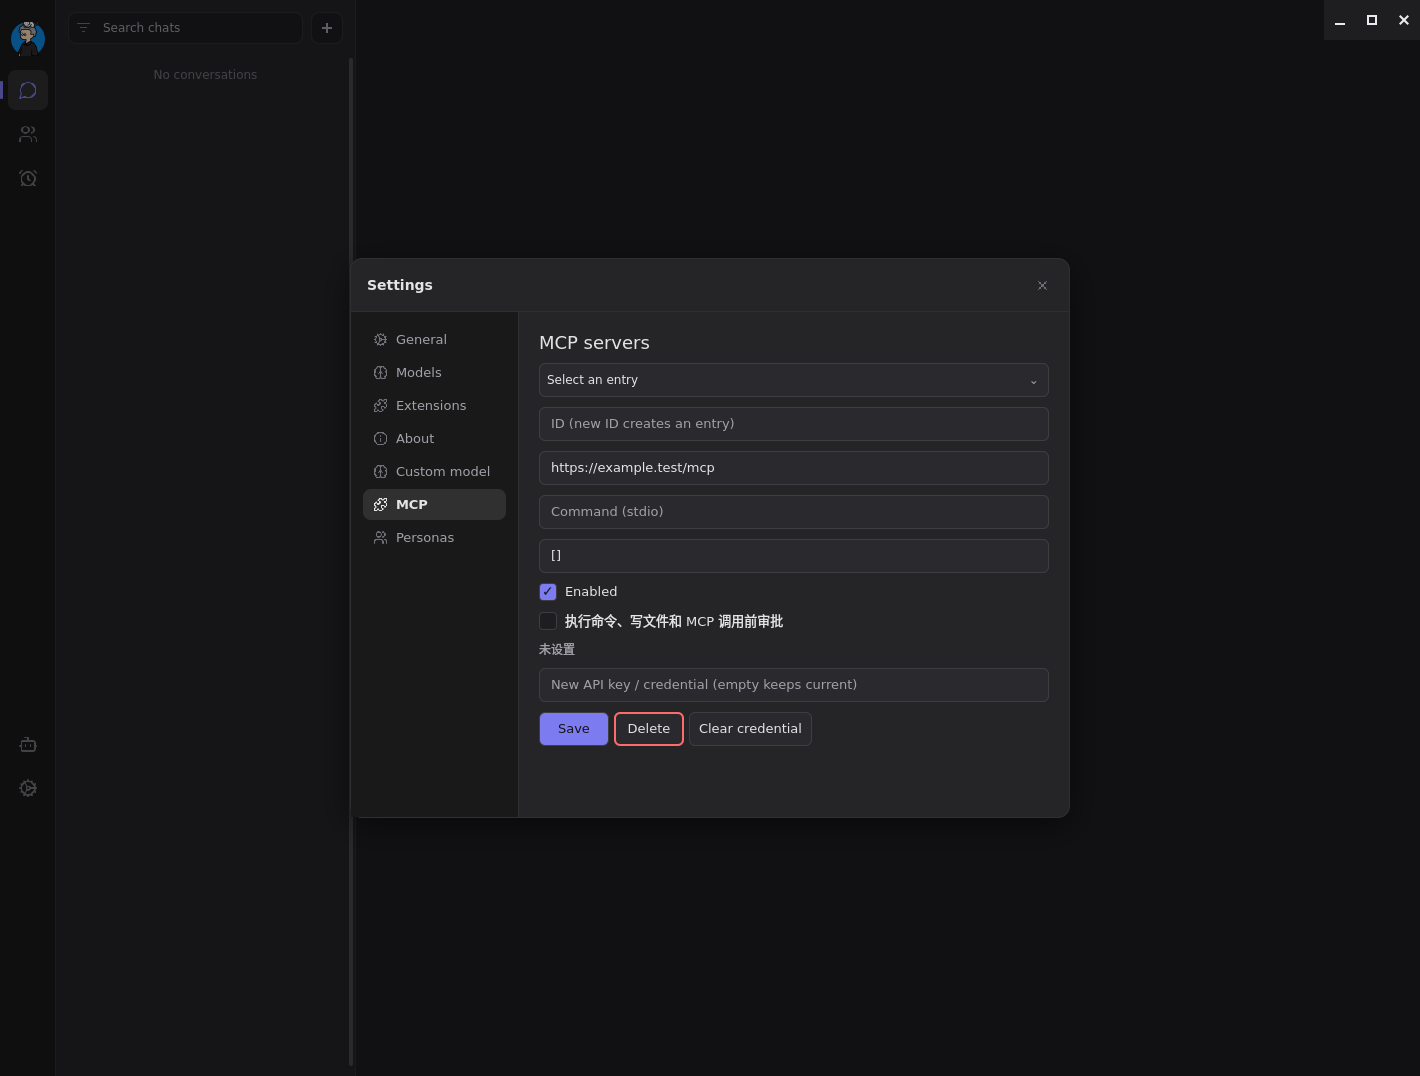 Search chats
No conversations
Settings
General
Models
Extensions
About
Custom model
MCP
Personas
MCP servers
Select an entry
ID (new ID creates an entry)
https://example.test/mcp
Command (stdio)
[]
Enabled
执行命令、写文件和 MCP 调用前审批
未设置
New API key / credential (empty keeps current)
Save
Delete
Clear credential